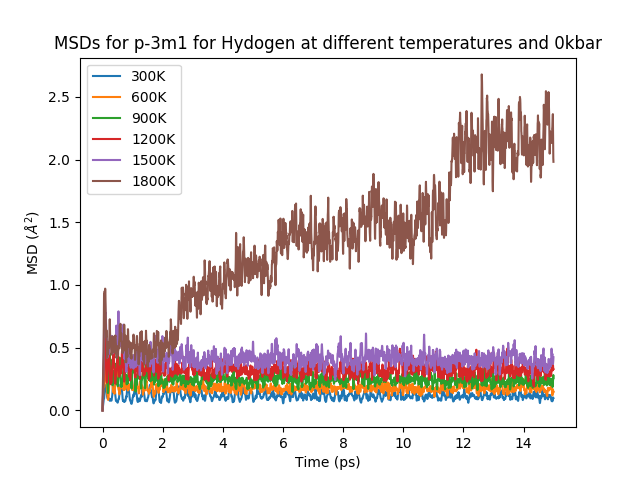 MSDs for p-3m1 for Hydogen at different temperatures and 0kbar
300K
600K
900K
1200K
1500K
1800K
MSD (Å²)
2.5
2.0
1.5
1.0
0.5
0.0
0 2 4 6 8 10 12 14
Time (ps)